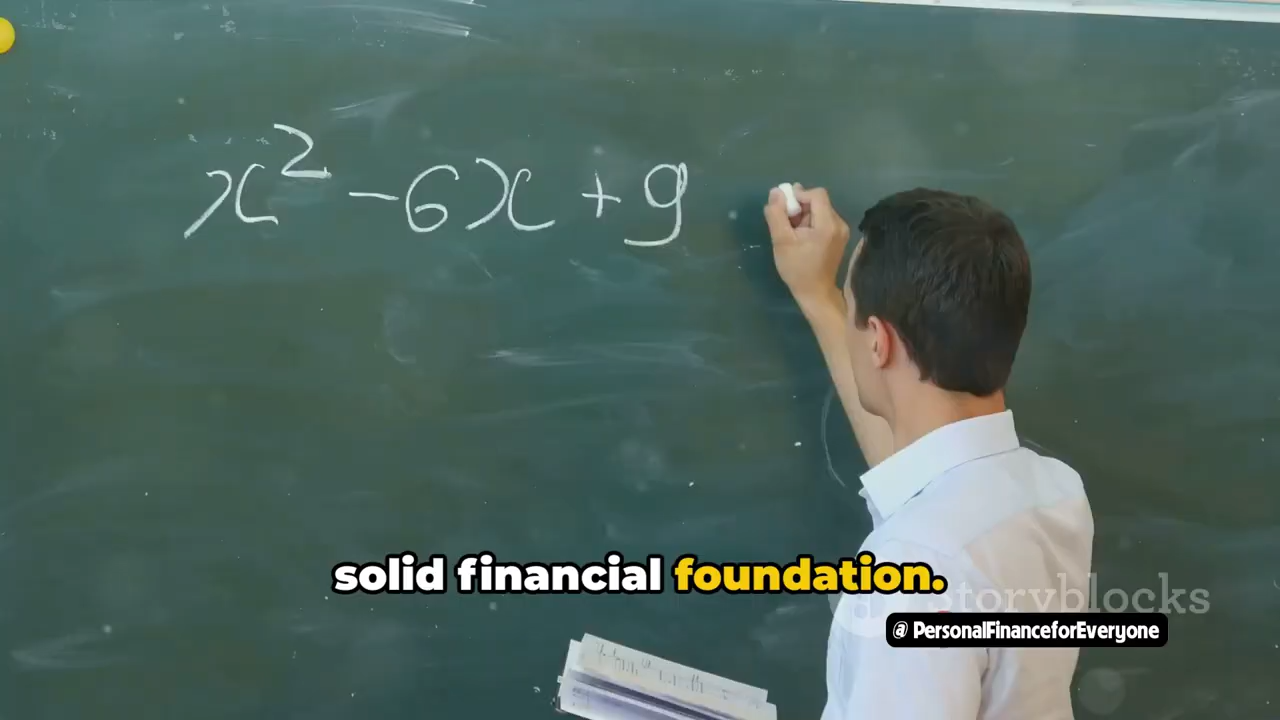 x² - 6x + 9
solid financial foundation.
Storyblocks
@ PersonalFinanceforEveryone